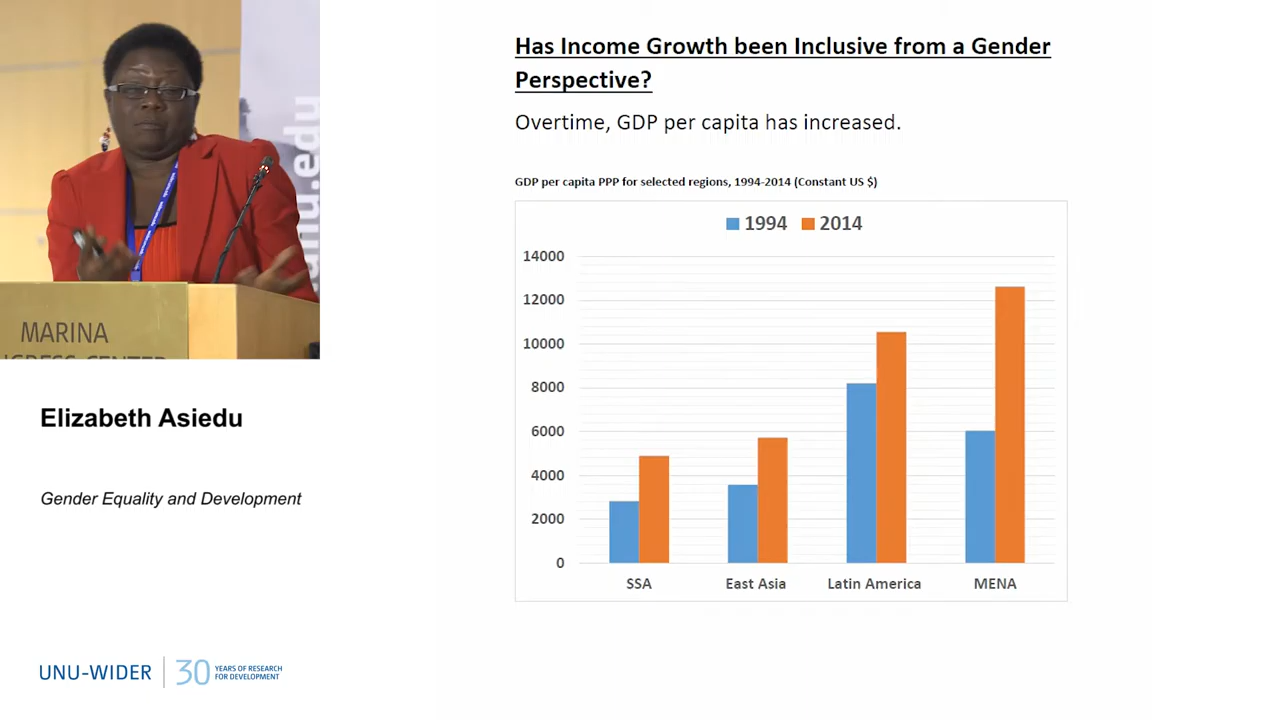 Has Income Growth been Inclusive from a Gender
Perspective?
Overtime, GDP per capita has increased.
GDP per capita PPP for selected regions, 1994-2014 (Constant US $)
1994 2014
14000
12000
10000
8000
6000
4000
2000
0
SSA East Asia Latin America MENA
MARINA
Elizabeth Asiedu
Gender Equality and Development
UNU-WIDER
30 YEARS OF RESEARCH
FOR DEVELOPMENT